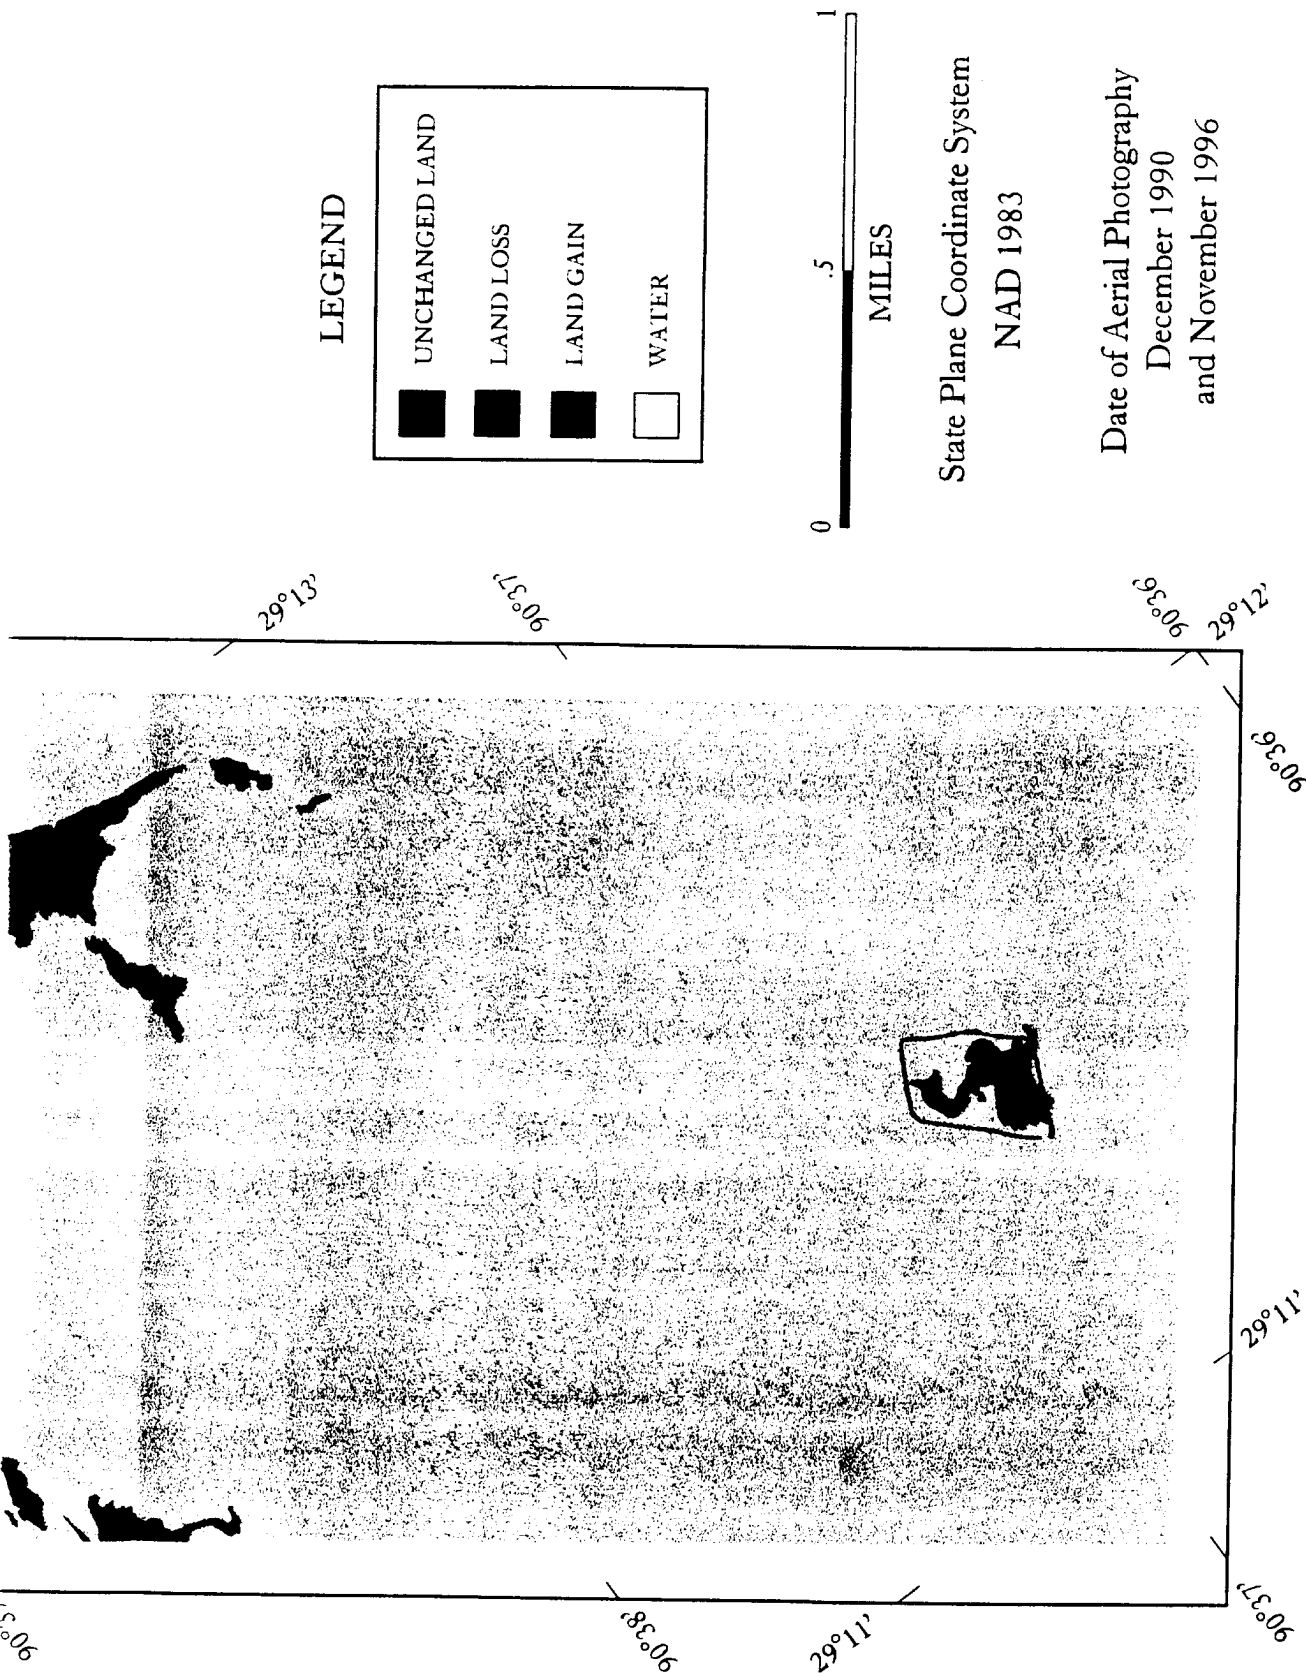 LEGEND
UNCHANGED LAND
LAND LOSS
LAND GAIN
WATER
0 .5 1
MILES
State Plane Coordinate System
NAD 1983
Date of Aerial Photography
December 1990
and November 1996
29°13'
90°37'
90°36'
29°12'
90°36'
29°11'
90°37'
29°11'
90°38'